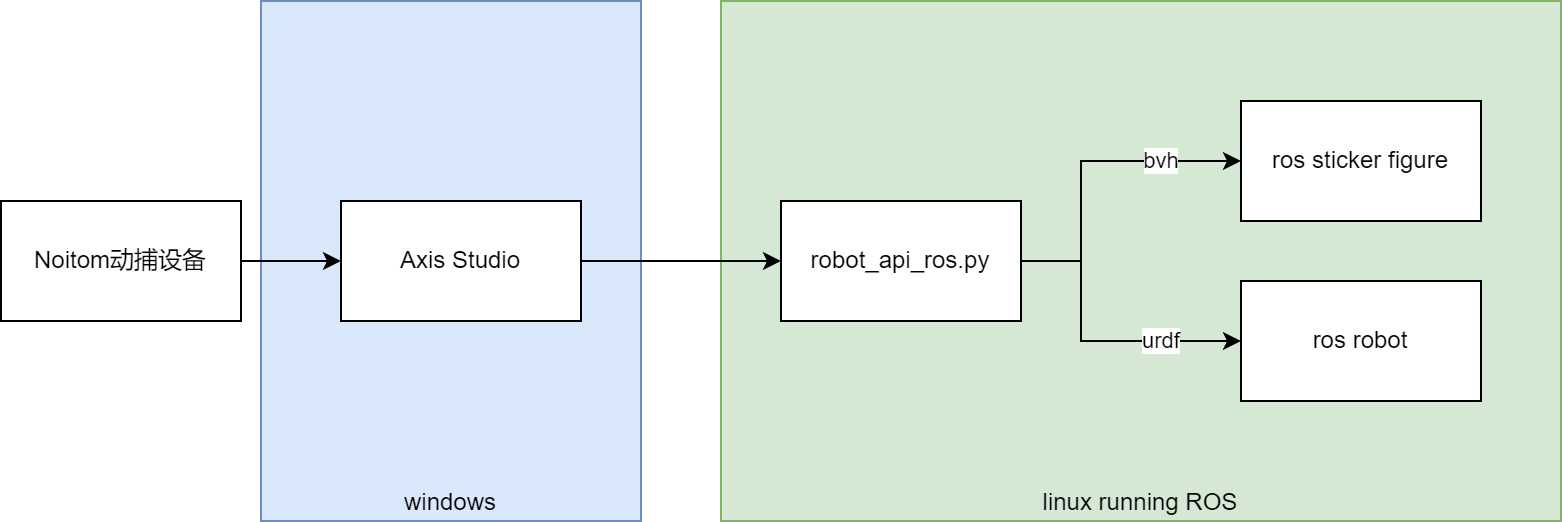 Noitom动捕设备
Axis Studio
windows
robot_api_ros.py
bvh
ros sticker figure
urdf
ros robot
linux running ROS